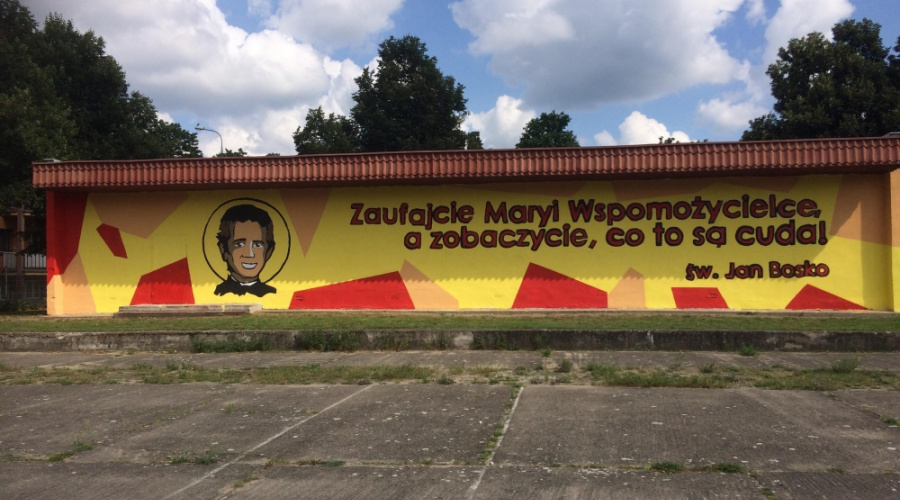 Zaufajcie Maryi Wspomożycielce,
a zobaczycie, co to są cuda!
św. Jan Bosko